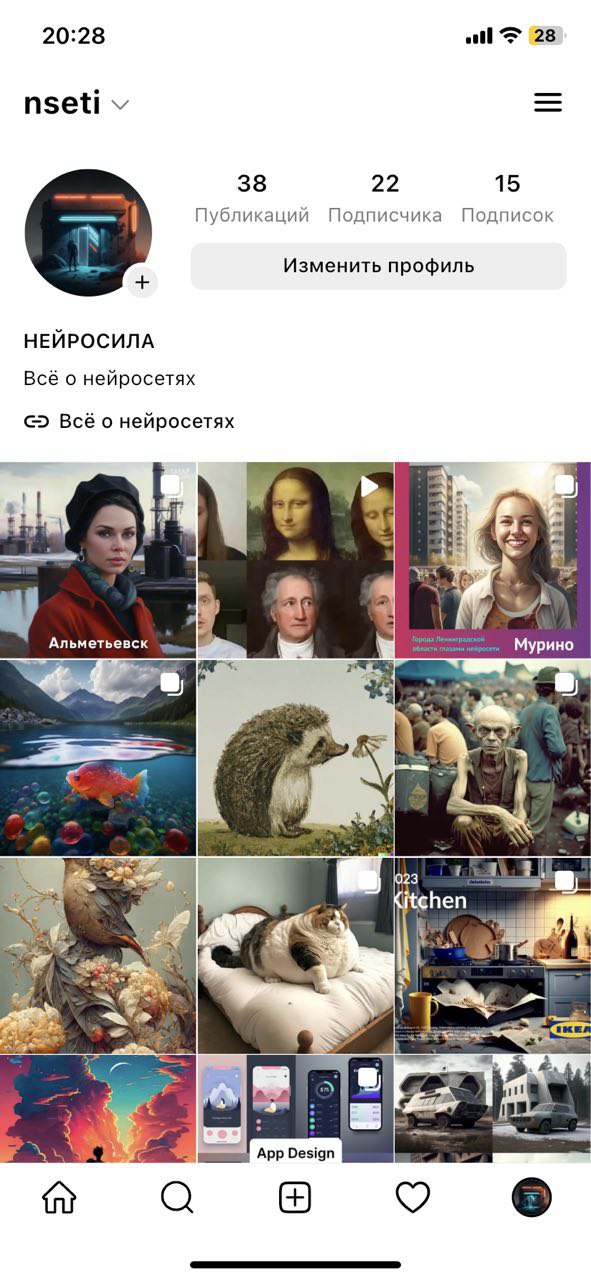 20:28
28
nseti
38
22
15
Публикаций
Подписчика
Подписок
Изменить профиль
НЕЙРОСИЛА
Всё о нейросетях
Всё о нейросетях
Альметьевск
Города Ленинградской
области глазами нейросети
Мурино
023
Kitchen
IKEA
$75
App Design